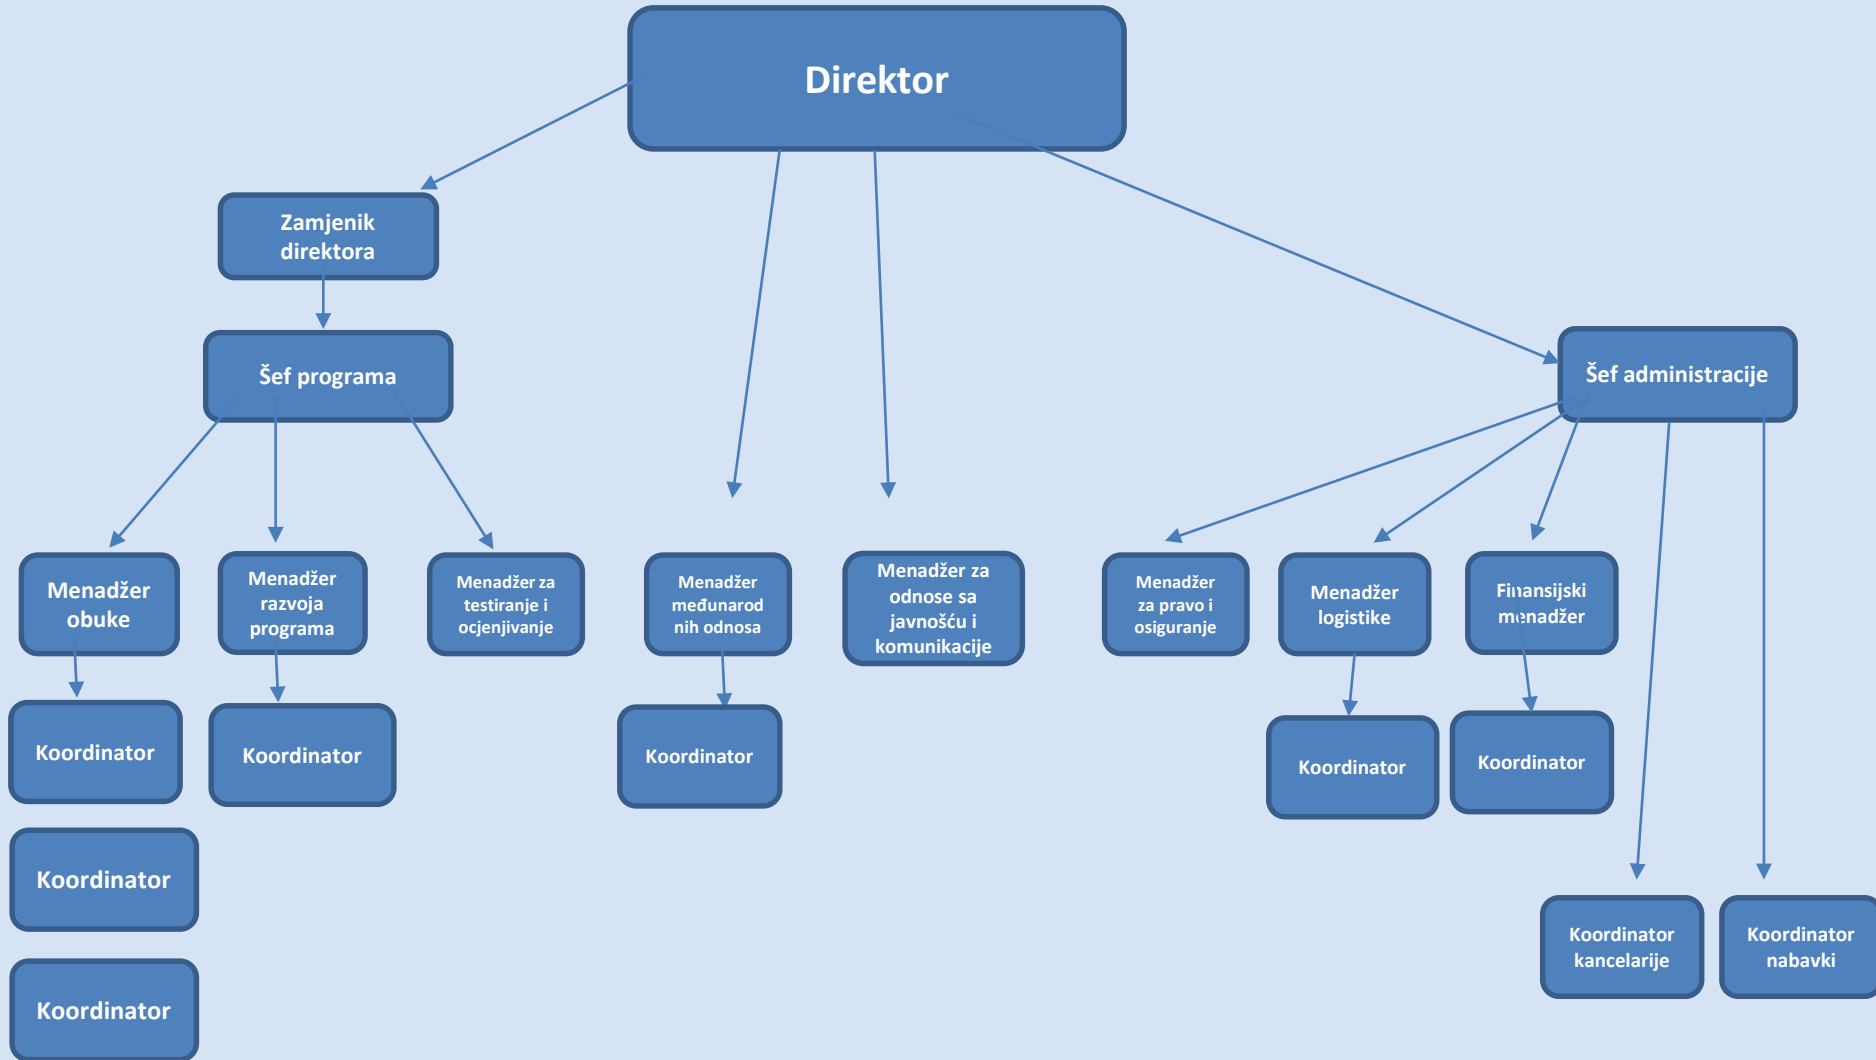 Direktor
Zamjenik
direktora
Šef programa
Šef administracije
Menadžer
obuke
Menadžer
razvoja
programa
Menadžer za
testiranje i
ocjenjivanje
Menadžer
međunarod
nih odnosa
Menadžer za
odnose sa
javnošću i
komunikacije
Menadžer
za pravo i
osiguranje
Menadžer
logistike
Finansijski
menadžer
Koordinator
Koordinator
Koordinator
Koordinator
Koordinator
Koordinator
Koordinator
kancelarije
Koordinator
nabavki
Koordinator